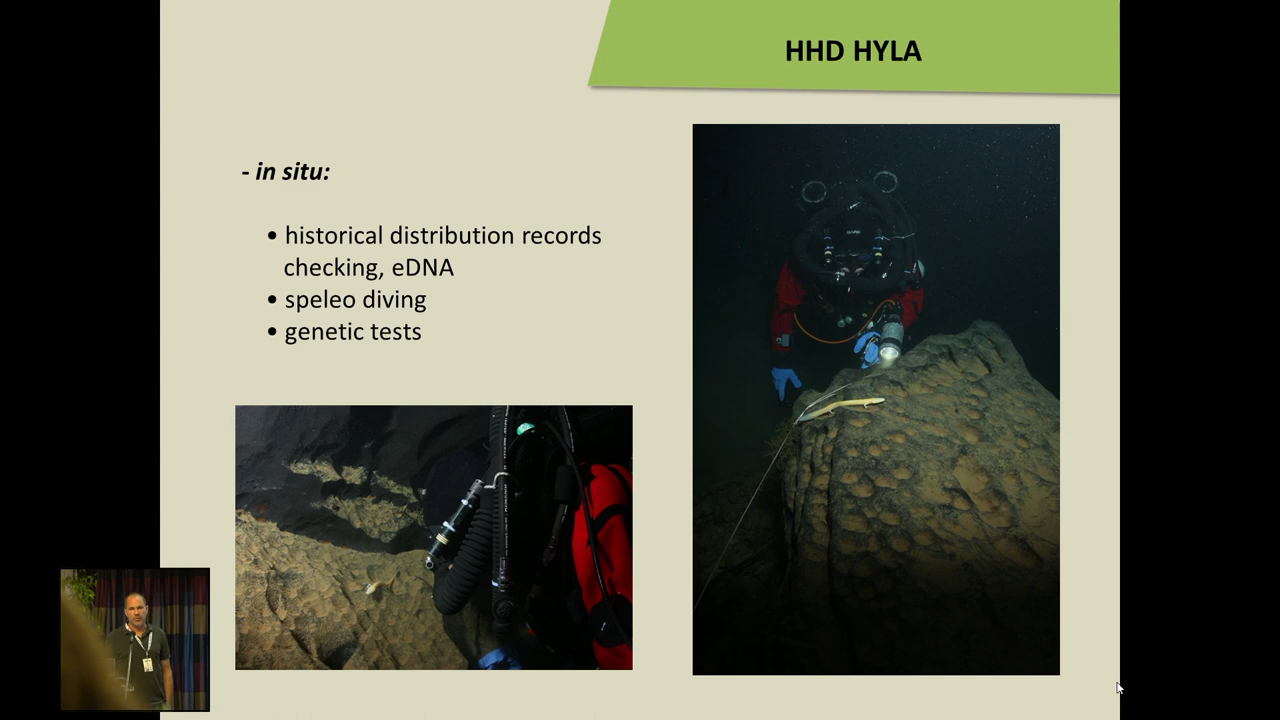 HHD HYLA
- in situ:
• historical distribution records
checking, eDNA
• speleo diving
• genetic tests